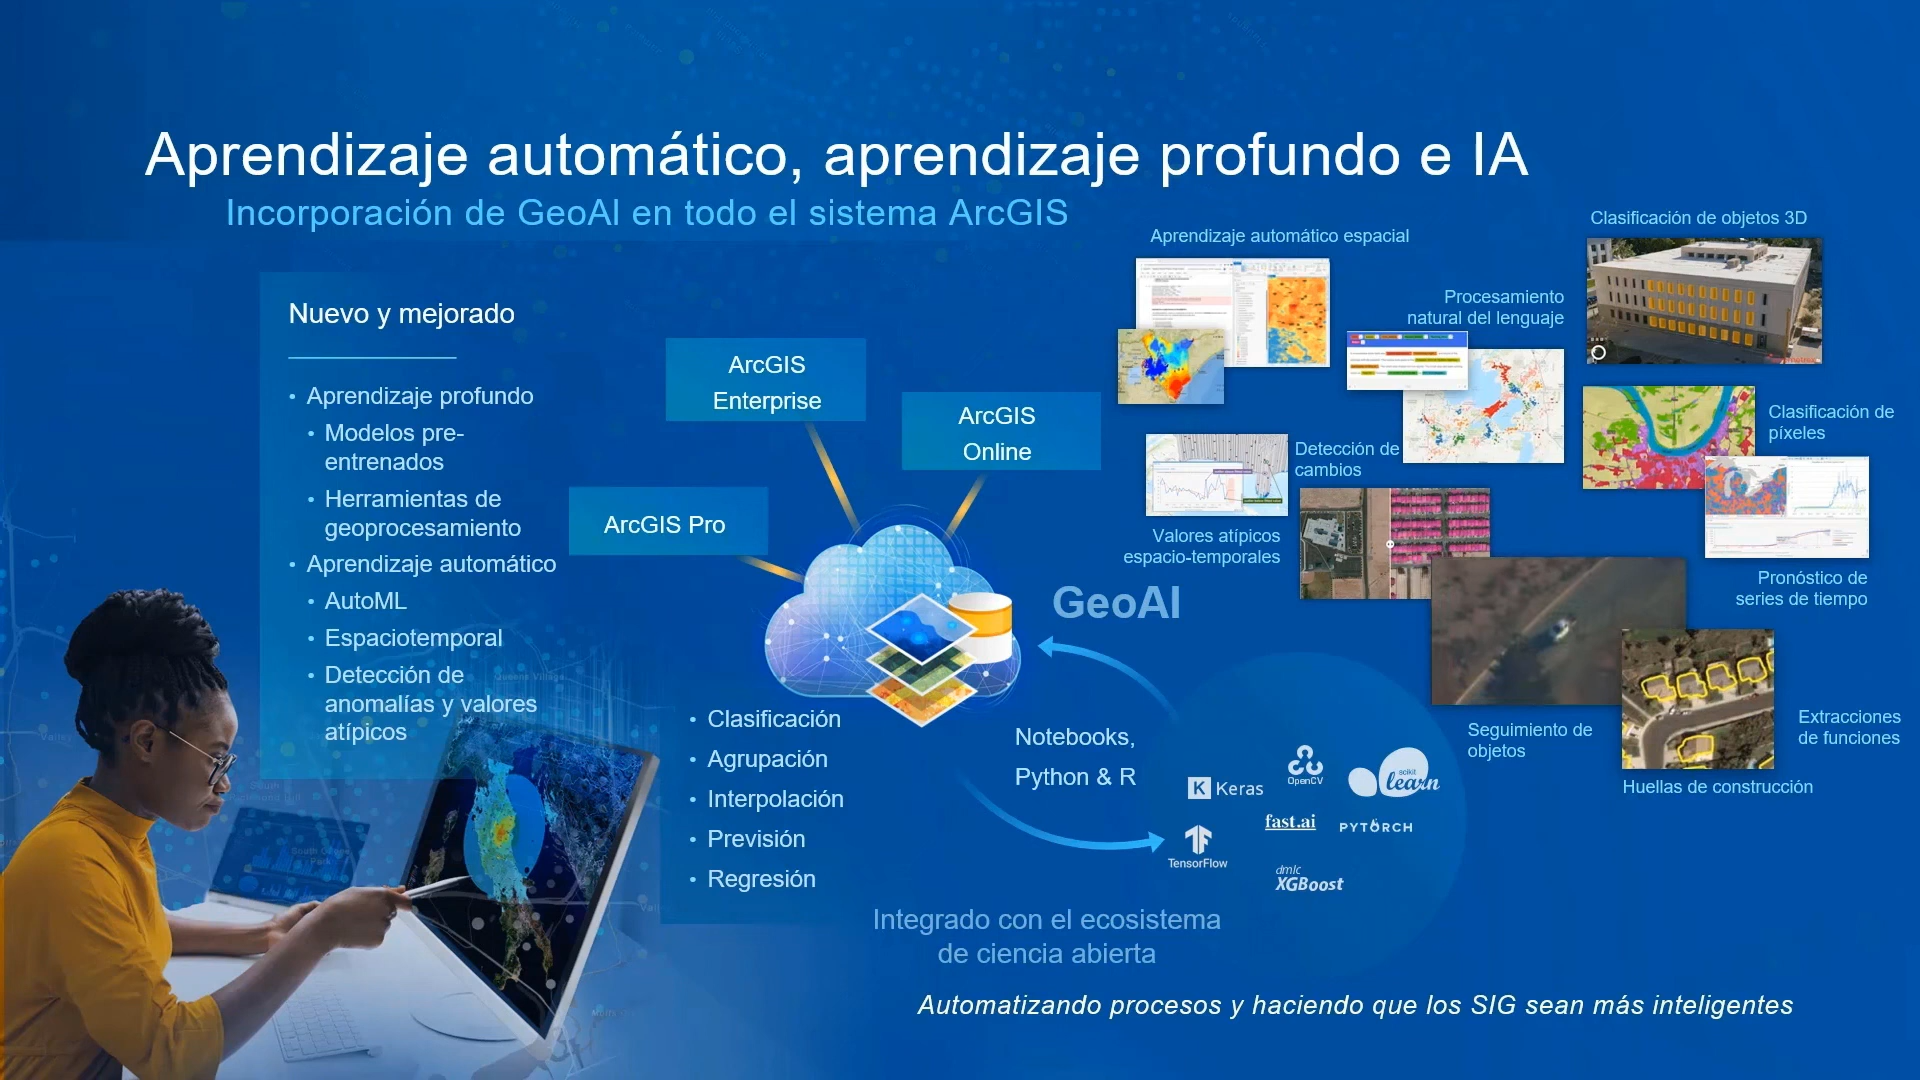 Aprendizaje automático, aprendizaje profundo e IA
Incorporación de GeoAI en todo el sistema ArcGIS
Nuevo y mejorado
• Aprendizaje profundo
• Modelos pre-
entrenados
• Herramientas de
geoprocesamiento
• Aprendizaje automático
• AutoML
• Espaciotemporal
• Detección de
anomalías y valores
atípicos
ArcGIS
Enterprise
ArcGIS
Online
ArcGIS Pro
GeoAI
• Clasificación
• Agrupación
• Interpolación
• Previsión
• Regresión
Notebooks,
Python & R
Keras
OpenCV
scikit
learn
fast.ai
PYTORCH
TensorFlow
dmlc
XGBoost
Integrado con el ecosistema
de ciencia abierta
Aprendizaje automático espacial
Clasificación de objetos 3D
Procesamiento
natural del lenguaje
Clasificación de
píxeles
Detección de
cambios
Valores atípicos
espacio-temporales
Pronóstico de
series de tiempo
Seguimiento de
objetos
Extracciones
de funciones
Huellas de construcción
Automatizando procesos y haciendo que los SIG sean más inteligentes